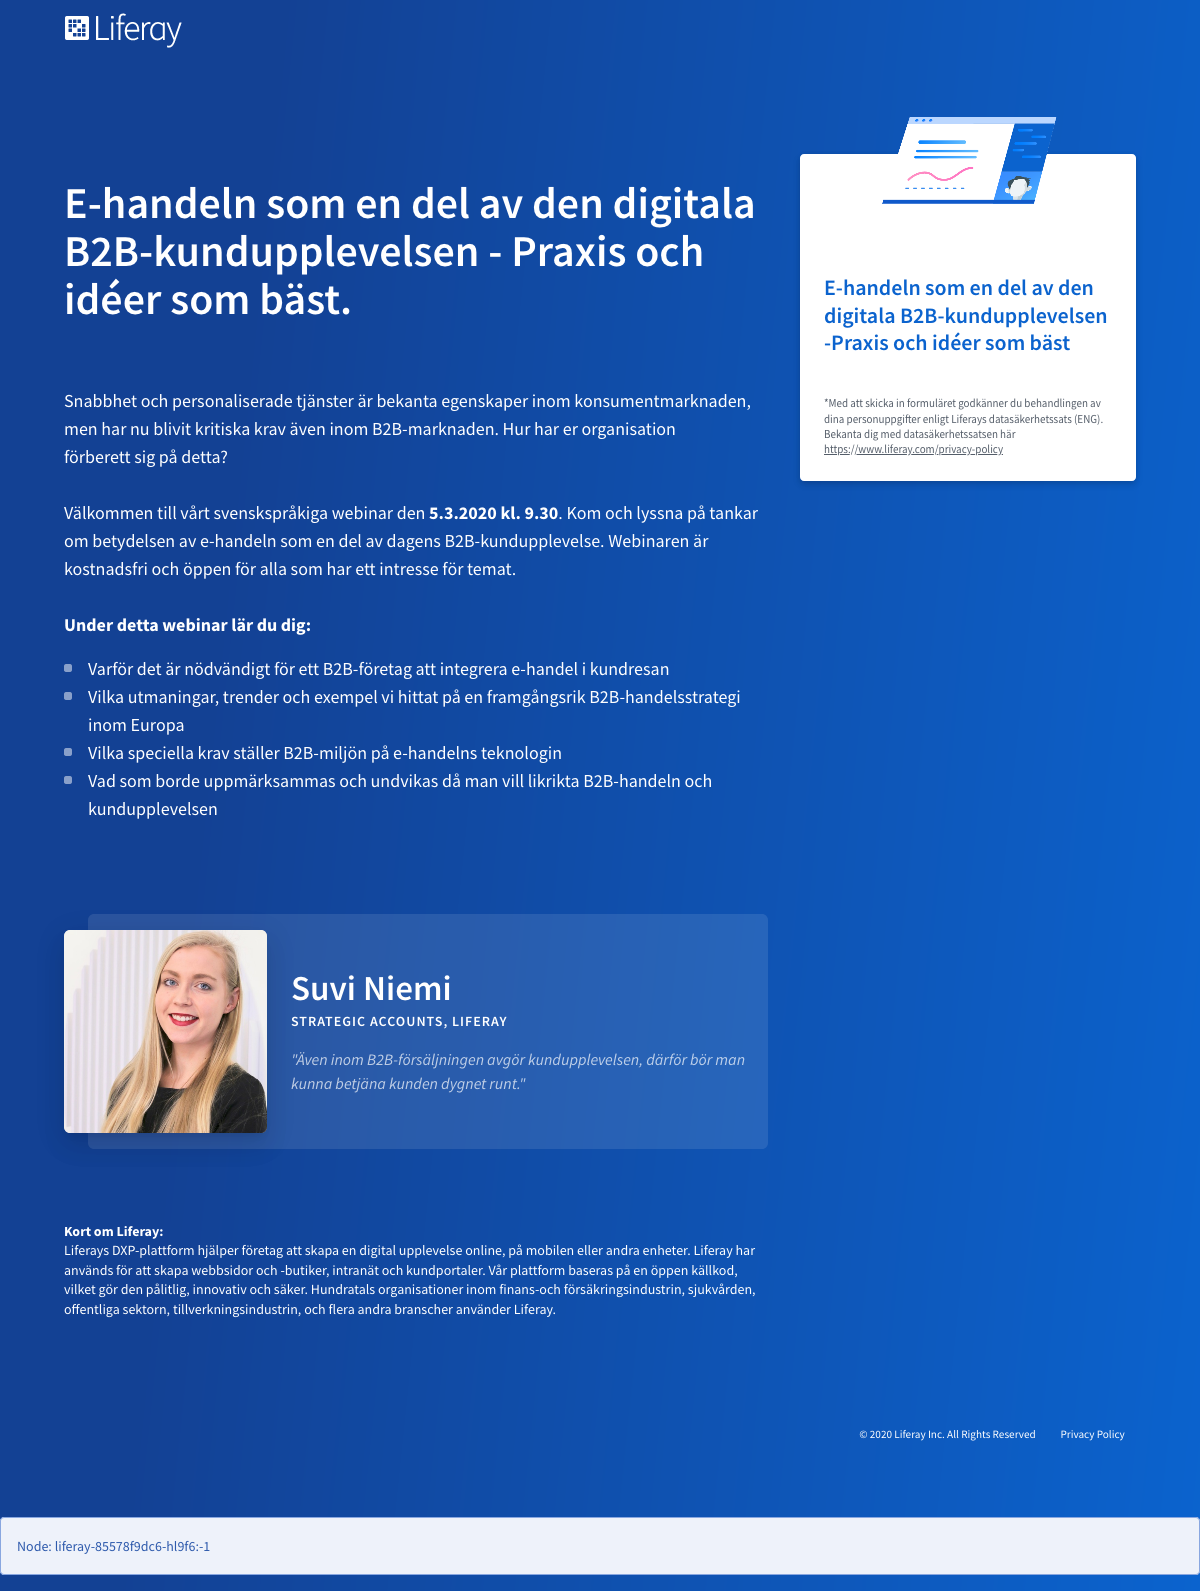 Liferay
E-handeln som en del av den digitala
B2B-kundupplevelsen - Praxis och
idéer som bäst.
Snabbhet och personaliserade tjänster är bekanta egenskaper inom konsumentmarknaden,
men har nu blivit kritiska krav även inom B2B-marknaden. Hur har er organisation
förberett sig på detta?
Välkommen till vårt svenskspråkiga webinar den 5.3.2020 kl. 9.30. Kom och lyssna på tankar
om betydelsen av e-handeln som en del av dagens B2B-kundupplevelse. Webinaren är
kostnadsfri och öppen för alla som har ett intresse för temat.
Under detta webinar lär du dig:
Varför det är nödvändigt för ett B2B-företag att integrera e-handel i kundresan
Vilka utmaningar, trender och exempel vi hittat på en framgångsrik B2B-handelsstrategi
inom Europa
Vilka speciella krav ställer B2B-miljön på e-handelns teknologin
Vad som borde uppmärksammas och undvikas då man vill likrikta B2B-handeln och
kundupplevelsen
Suvi Niemi
STRATEGIC ACCOUNTS, LIFERAY
"Även inom B2B-försäljningen avgör kundupplevelsen, därför bör man
kunna betjäna kunden dygnet runt."
Kort om Liferay:
Liferays DXP-plattform hjälper företag att skapa en digital upplevelse online, på mobilen eller andra enheter. Liferay har
används för att skapa webbsidor och -butiker, intranät och kundportaler. Vår plattform baseras på en öppen källkod,
vilket gör den pålitlig, innovativ och säker. Hundratals organisationer inom finans-och försäkringsindustrin, sjukvården,
offentliga sektorn, tillverkningsindustrin, och flera andra branscher använder Liferay.
E-handeln som en del av den
digitala B2B-kundupplevelsen
-Praxis och idéer som bäst
*Med att skicka in formuläret godkänner du behandlingen av
dina personuppgifter enligt Liferays datasäkerhetssats (ENG).
Bekanta dig med datasäkerhetssatsen här
https://www.liferay.com/privacy-policy
© 2020 Liferay Inc. All Rights Reserved Privacy Policy
Node: liferay-85578f9dc6-hl9f6:-1